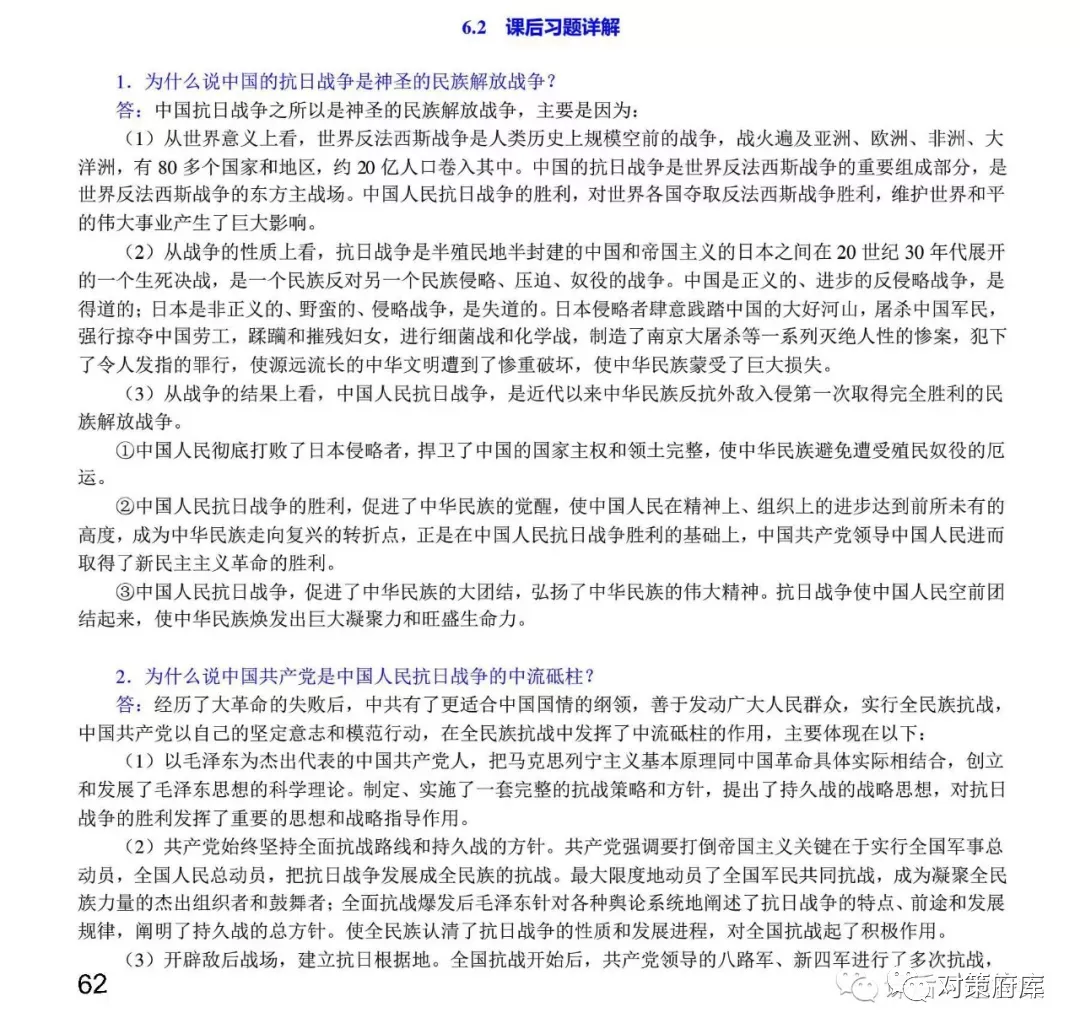 6.2 课后习题详解
1．为什么说中国的抗日战争是神圣的民族解放战争？
答：中国抗日战争之所以是神圣的民族解放战争，主要是因为：
（1）从世界意义上看，世界反法西斯战争是人类历史上规模空前的战争，战火遍及亚洲、欧洲、非洲、大
洋洲，有 80 多个国家和地区，约 20 亿人口卷入其中。中国的抗日战争是世界反法西斯战争的重要组成部分，是
世界反法西斯战争的东方主战场。中国人民抗日战争的胜利，对世界各国夺取反法西斯战争胜利，维护世界和平
的伟大事业产生了巨大影响。
（2）从战争的性质上看，抗日战争是半殖民地半封建的中国和帝国主义的日本之间在 20 世纪 30 年代展开
的一个生死决战，是一个民族反对另一个民族侵略、压迫、奴役的战争。中国是正义的、进步的反侵略战争，是
得道的；日本是非正义的、野蛮的、侵略战争，是失道的。日本侵略者肆意践踏中国的大好河山，屠杀中国军民，
强行掠夺中国劳工，蹂躏和摧残妇女，进行细菌战和化学战，制造了南京大屠杀等一系列灭绝人性的惨案，犯下
了令人发指的罪行，使源远流长的中华文明遭到了惨重破坏，使中华民族蒙受了巨大损失。
（3）从战争的结果上看，中国人民抗日战争，是近代以来中华民族反抗外敌入侵第一次取得完全胜利的民
族解放战争。
①中国人民彻底打败了日本侵略者，捍卫了中国的国家主权和领土完整，使中华民族避免遭受殖民奴役的厄
运。
②中国人民抗日战争的胜利，促进了中华民族的觉醒，使中国人民在精神上、组织上的进步达到前所未有的
高度，成为中华民族走向复兴的转折点，正是在中国人民抗日战争胜利的基础上，中国共产党领导中国人民进而
取得了新民主主义革命的胜利。
③中国人民抗日战争，促进了中华民族的大团结，弘扬了中华民族的伟大精神。抗日战争使中国人民空前团
结起来，使中华民族焕发出巨大凝聚力和旺盛生命力。
2．为什么说中国共产党是中国人民抗日战争的中流砥柱？
答：经历了大革命的失败后，中共有了更适合中国国情的纲领，善于发动广大人民群众，实行全民族抗战，
中国共产党以自己的坚定意志和模范行动，在全民族抗战中发挥了中流砥柱的作用，主要体现在以下：
（1）以毛泽东为杰出代表的中国共产党人，把马克思列宁主义基本原理同中国革命具体实际相结合，创立
和发展了毛泽东思想的科学理论。制定、实施了一套完整的抗战策略和方针，提出了持久战的战略思想，对抗日
战争的胜利发挥了重要的思想和战略指导作用。
（2）共产党始终坚持全面抗战路线和持久战的方针。共产党强调要打倒帝国主义关键在于实行全国军事总
动员，全国人民总动员，把抗日战争发展成全民族的抗战。最大限度地动员了全国军民共同抗战，成为凝聚全民
族力量的杰出组织者和鼓舞者；全面抗战爆发后毛泽东针对各种舆论系统地阐述了抗日战争的特点、前途和发展
规律，阐明了持久战的总方针。使全民族认清了抗日战争的性质和发展进程，对全国抗战起了积极作用。
（3）开辟敌后战场，建立抗日根据地。全国抗战开始后，共产党领导的八路军、新四军进行了多次抗战，
62
对策府库